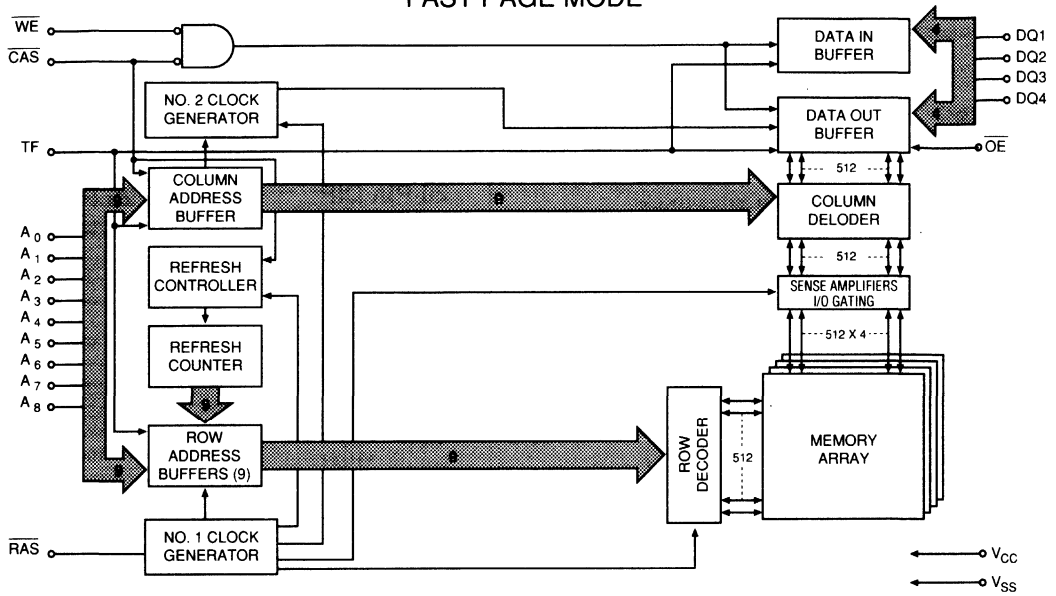 FAST PAGE MODE
WE
CAS
TF
A0
A1
A2
A3
A4
A5
A6
A7
A8
RAS
NO. 2 CLOCK
GENERATOR
COLUMN
ADDRESS
BUFFER
REFRESH
CONTROLLER
REFRESH
COUNTER
9
ROW
ADDRESS
BUFFERS (9)
NO. 1 CLOCK
GENERATOR
9
9
9
9
DATA IN
BUFFER
DATA OUT
BUFFER
4
4
DQ1
DQ2
DQ3
DQ4
OE
512
COLUMN
DELODER
512
SENSE AMPLIFIERS
I/O GATING
512 X 4
ROW
DECODER
512
MEMORY
ARRAY
VCC
VSS